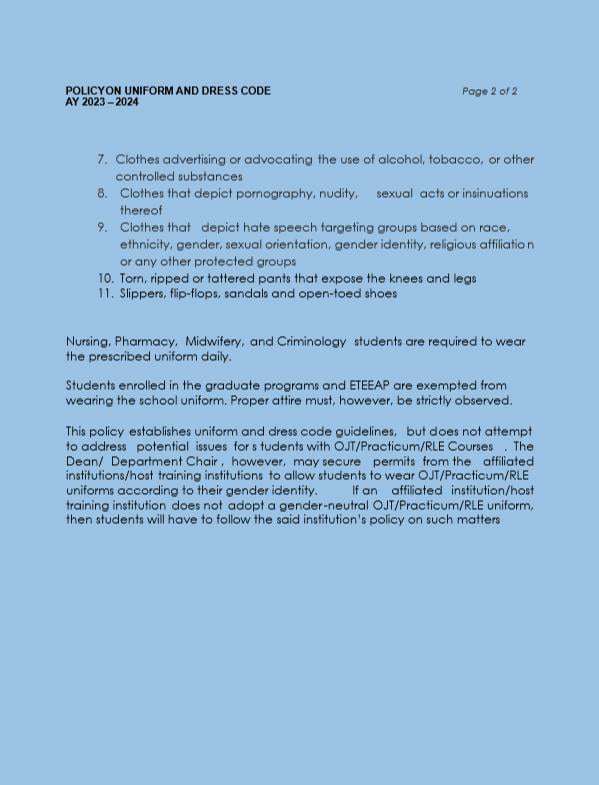 POLICYON UNIFORM AND DRESS CODE
Page 2 of 2
AY 2023 – 2024
7. Clothes advertising or advocating the use of alcohol, tobacco, or other
controlled substances
8. Clothes that depict pornography, nudity, sexual acts or insinuations
thereof
9. Clothes that depict hate speech targeting groups based on race,
ethnicity, gender, sexual orientation, gender identity, religious affiliatio n
or any other protected groups
10. Torn, ripped or tattered pants that expose the knees and legs
11. Slippers, flip-flops, sandals and open-toed shoes
Nursing, Pharmacy, Midwifery, and Criminology students are required to wear
the prescribed uniform daily.
Students enrolled in the graduate programs and ETEEAP are exempted from
wearing the school uniform. Proper attire must, however, be strictly observed.
This policy establishes uniform and dress code guidelines, but does not attempt
to address potential issues for s tudents with OJT/Practicum/RLE Courses . The
Dean/ Department Chair , however, may secure permits from the affiliated
institutions/host training institutions to allow students to wear OJT/Practicum/RLE
uniforms according to their gender identity. If an affiliated institution/host
training institution does not adopt a gender-neutral OJT/Practicum/RLE uniform,
then students will have to follow the said institution's policy on such matters